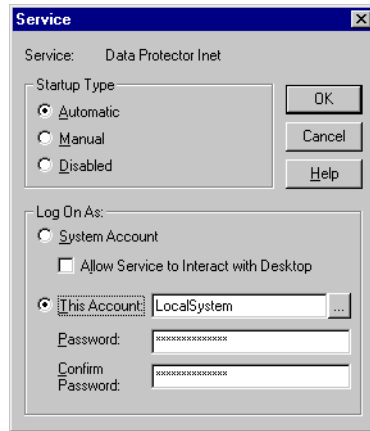 Service
Service: Data Protector Inet
Startup Type
Automatic
Manual
Disabled
OK
Cancel
Help
Log On As:
System Account
Allow Service to Interact with Desktop
This Account: LocalSystem ...
Password: **************
Confirm Password: **************